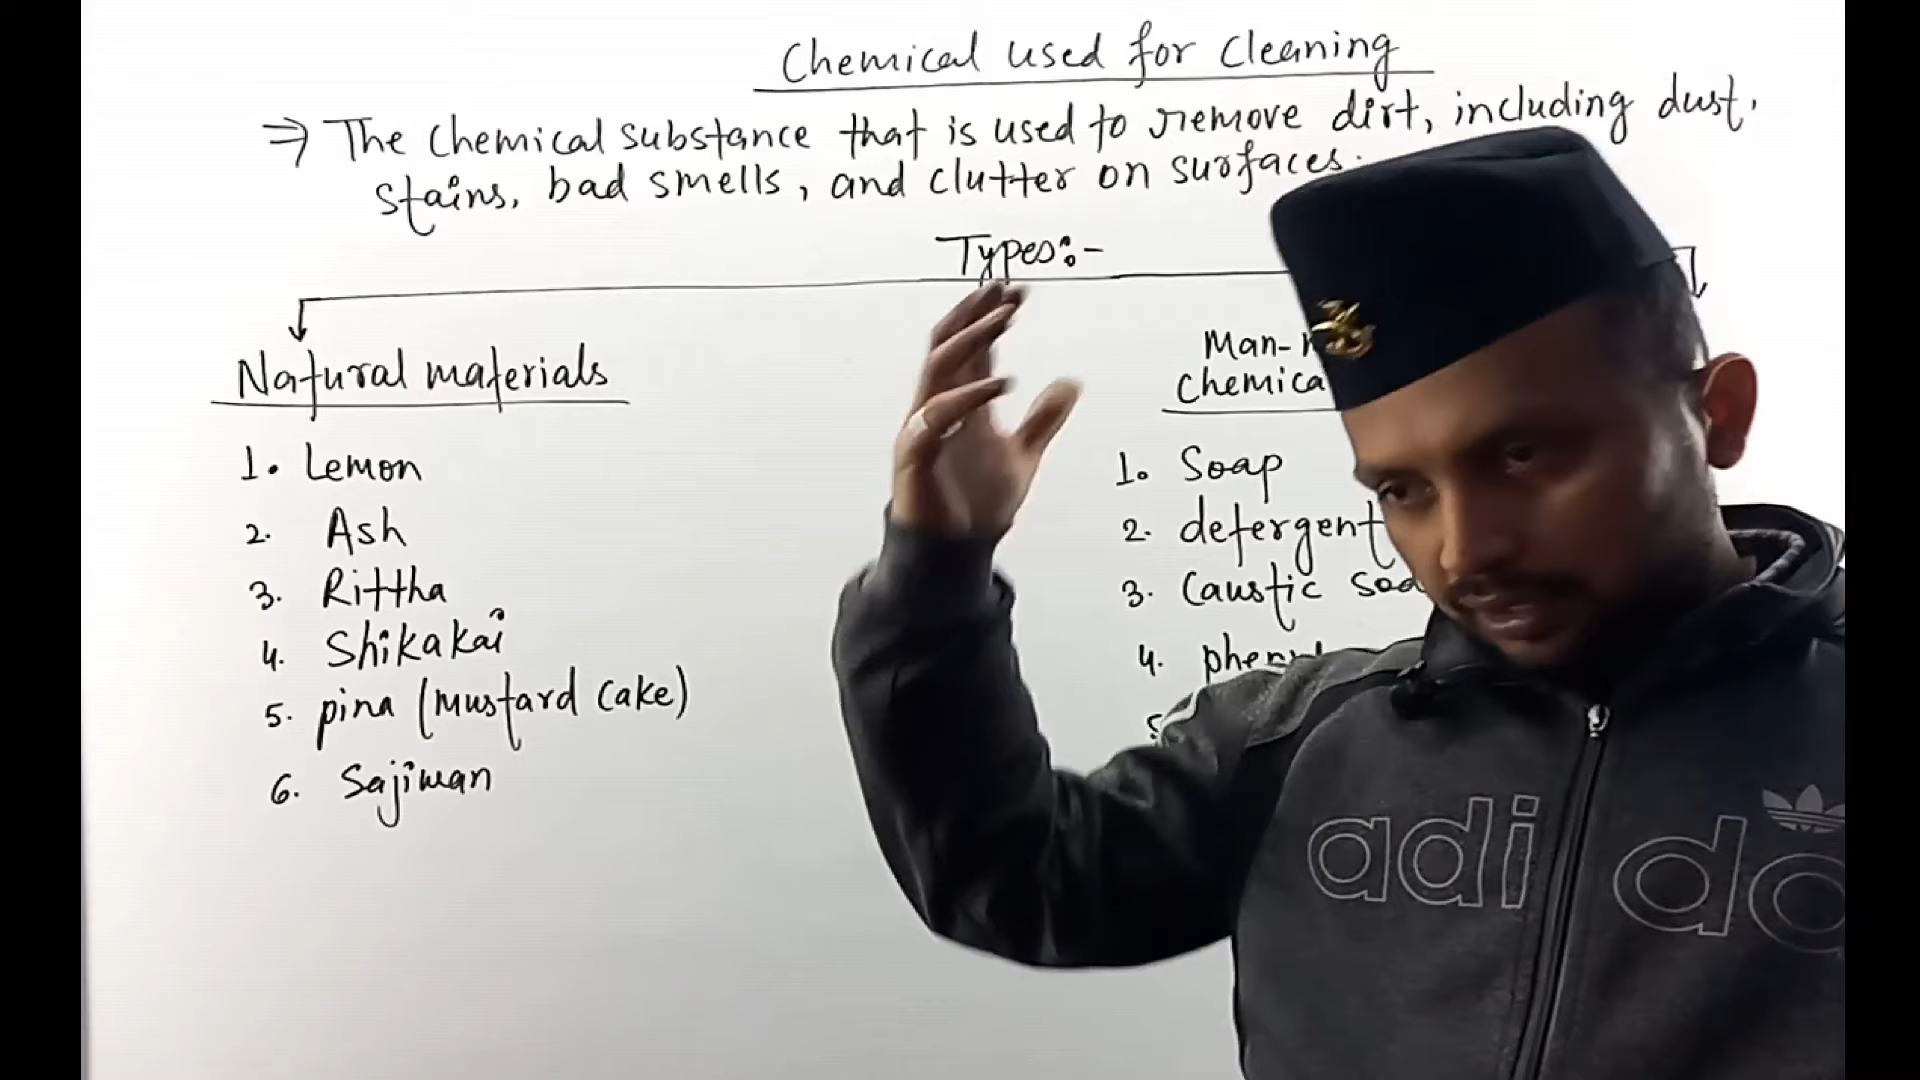 Chemical used for Cleaning
⇒ The chemical substance that is used to remove dirt, including dust,
stains, bad smells, and clutter on surfaces.
Types:-
Natural materials
1. Lemon
2. Ash
3. Rittha
4. Shikakai
5. pina (Mustard Cake)
6. Sajiwan
Man-
Chemica
1. Soap
2. detergent
3. Caustic
4.
5.
adi